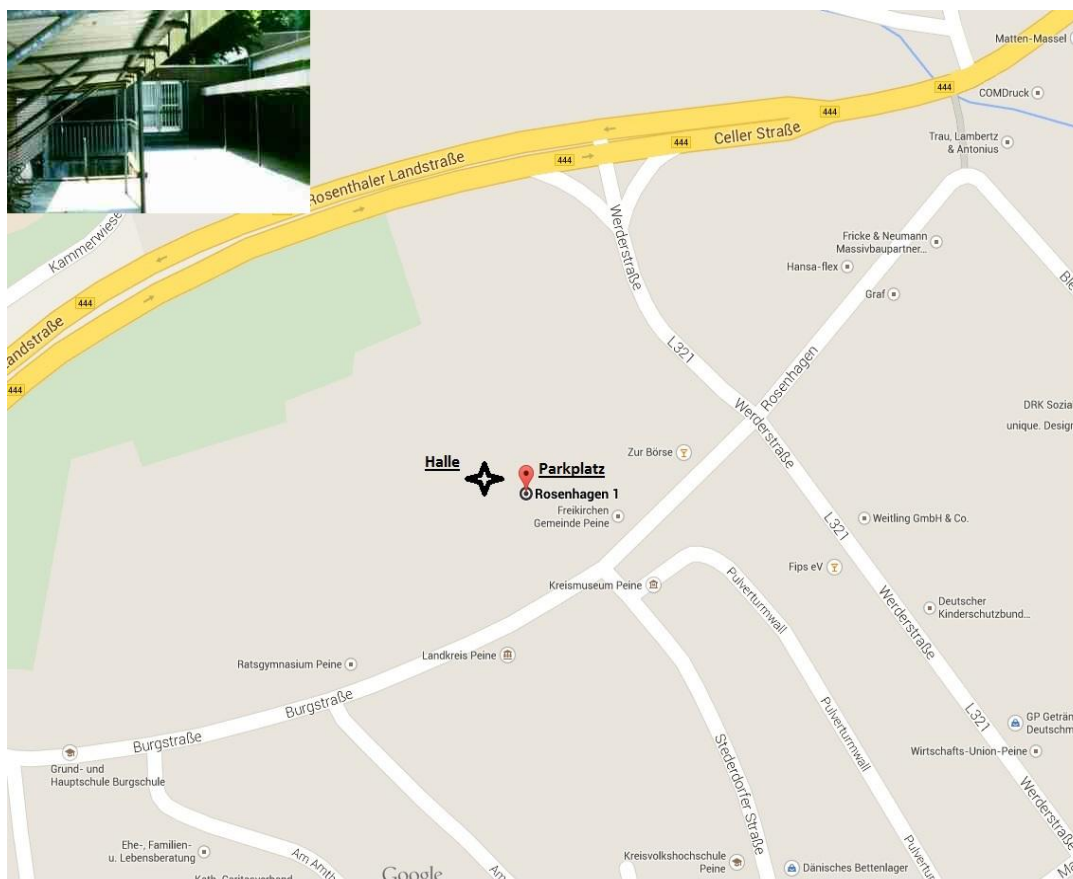 Matten-Massel
COMDruck
444
444
Trau, Lambertz
& Antonius
Celler Straße
444
444
Rosenthaler Landstraße
Werderstraße
Kammerwiese
Fricke & Neumann
Massivbaupartner...
Hansa-flex
Graf
444
Landstraße
444
L321
Rosenhagen
Werderstraße
DRK Sozia
unique. Design
Zur Börse
Halle
Parkplatz
Rosenhagen 1
Freikirchen
Gemeinde Peine
L321
Weitling GmbH & Co.
Fips eV
Kreismuseum Peine
Pulverturmwall
Werderstraße
Deutscher
Kinderschutzbund...
Landkreis Peine
Ratsgymnasium Peine
Burgstraße
Burgstraße
Pulverturmwall
L321
GP Geträn
Deutschm
Wirtschafts-Union-Peine
Stederdorfer Straße
Grund- und
Hauptschule Burgschule
Werderstraße
Ehe-, Familien-
u. Lebensberatung
Am Amth
Google
Am
Kreisvolkshochschule
Peine
Dänisches Bettenlager
Pulvertu